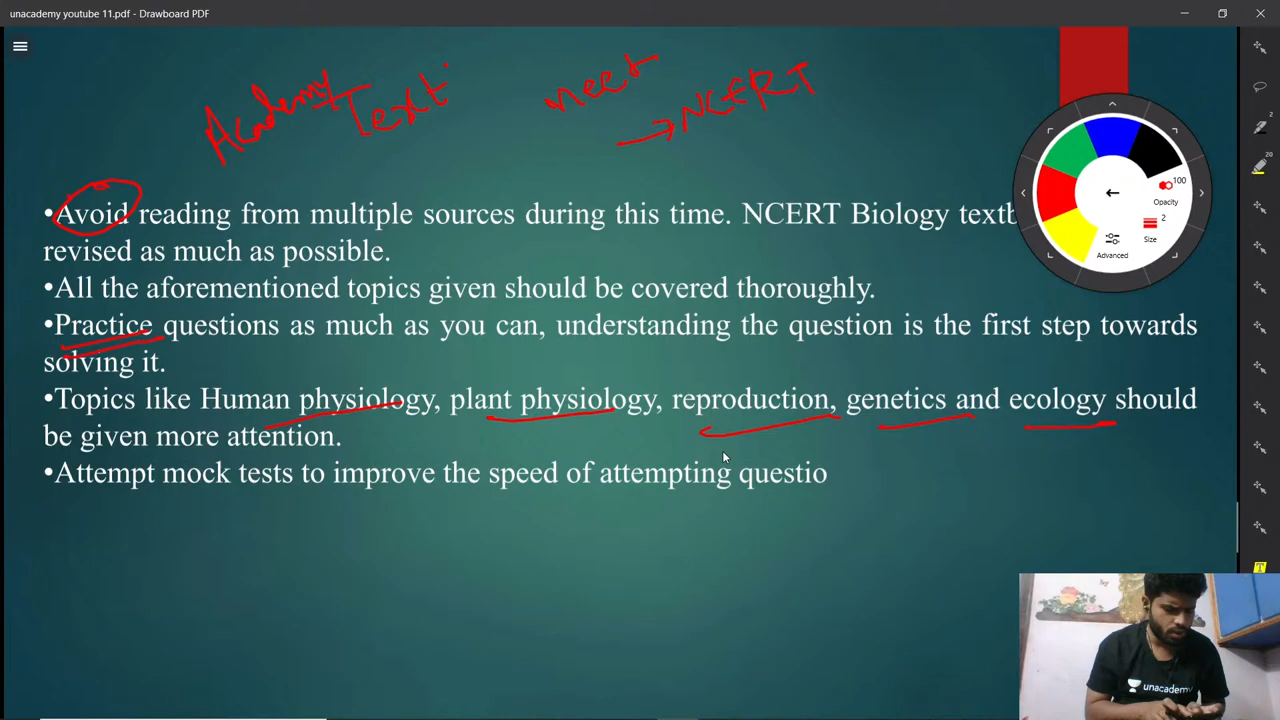 unacademy youtube 11.pdf - Drawboard PDF
Academy Text neet
→ NCERT
2
20
100
Opacity
2
Size
Advanced
•Avoid reading from multiple sources during this time. NCERT Biology textb
revised as much as possible.
•All the aforementioned topics given should be covered thoroughly.
•Practice questions as much as you can, understanding the question is the first step towards
solving it.
•Topics like Human physiology, plant physiology, reproduction, genetics and ecology should
be given more attention.
•Attempt mock tests to improve the speed of attempting questio
T
unacademy